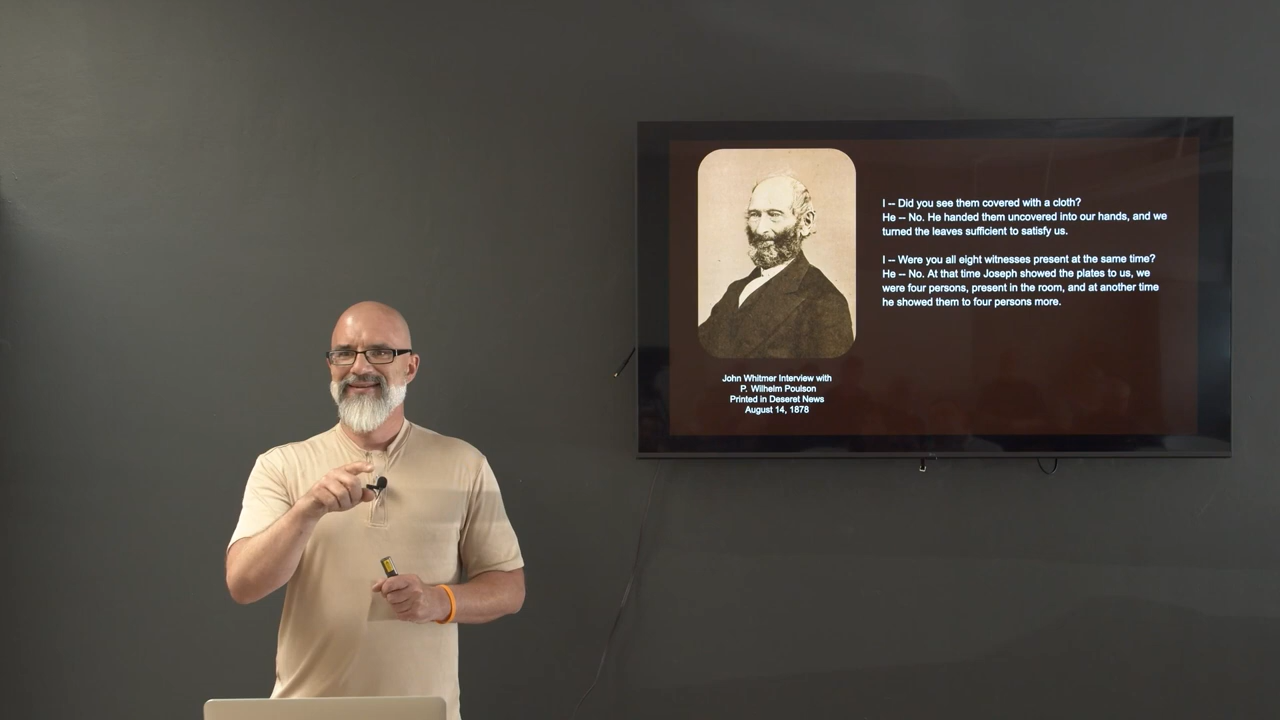 I -- Did you see them covered with a cloth?
He -- No. He handed them uncovered into our hands, and we
turned the leaves sufficient to satisfy us.
I -- Were you all eight witnesses present at the same time?
He -- No. At that time Joseph showed the plates to us, we
were four persons, present in the room, and at another time
he showed them to four persons more.
John Whitmer Interview with
P. Wilhelm Poulson
Printed in Deseret News
August 14, 1878